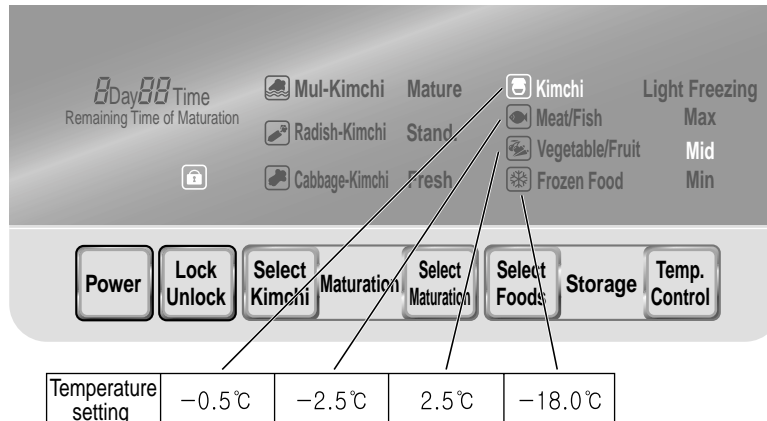 8Day88 Time
Remaining Time of Maturation
Mul-Kimchi
Radish-Kimchi
Cabbage-Kimchi
Mature
Stand.
Fresh
Kimchi
Meat/Fish
Vegetable/Fruit
Frozen Food
Light Freezing
Max
Mid
Min
Power
Lock
Unlock
Select
Kimchi
Maturation
Select
Maturation
Select
Foods
Storage
Temp.
Control
Temperature
setting
−0.5℃
−2.5℃
2.5℃
−18.0℃